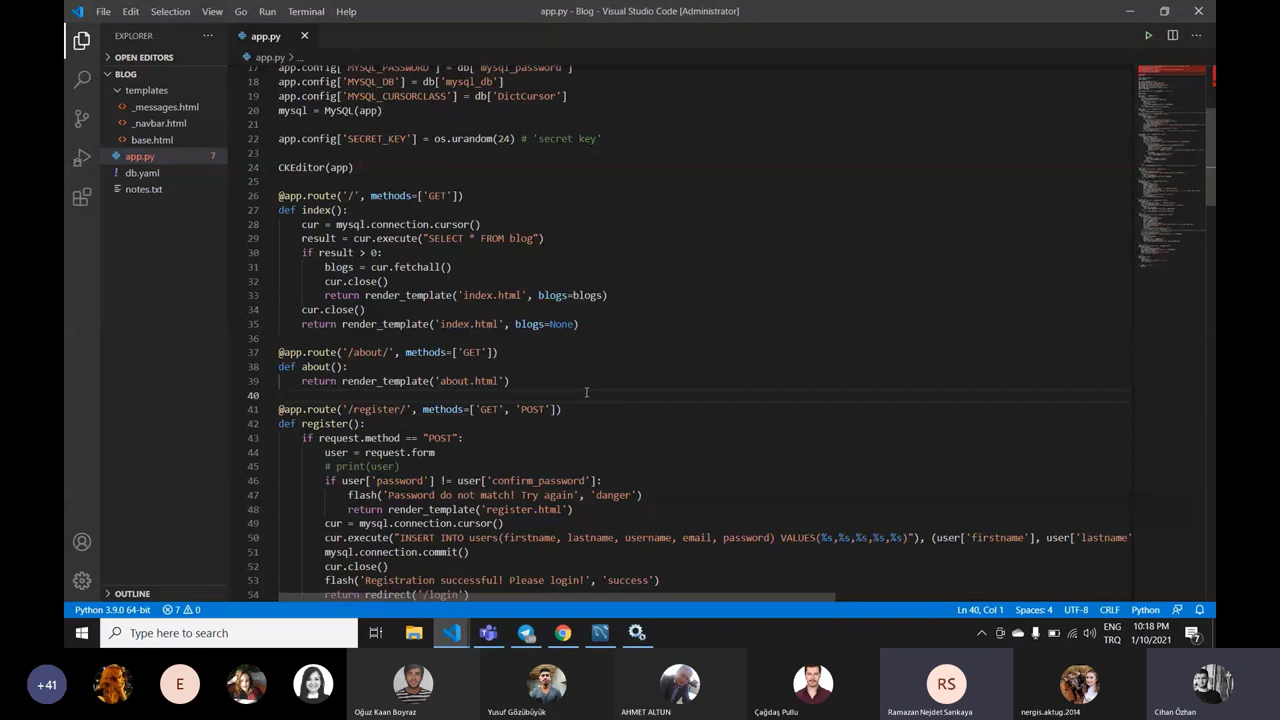 File Edit Selection View Go Run Terminal Help
app.py - Blog - Visual Studio Code [Administrator]
EXPLORER
OPEN EDITORS
BLOG
templates
_messages.html
_navbar.html
base.html
app.py 7
db.yaml
notes.txt
OUTLINE
app.py
app.py > ...
17 app.config['MYSQL_PASSWORD'] = db['mysql_password']
18 app.config['MYSQL_DB'] = db['mysql_db']
19 app.config['MYSQL_CURSORCLASS'] = db['DictCursor']
20 mysql = MySQL(app)
21
22 app.config['SECRET_KEY'] = os.urandom(24) # 'secret key'
23
24 CKEditor(app)
25
26 @app.route('/', methods=['GET'])
27 def index():
28 cur = mysql.connection.cursor()
29 result = cur.execute("SELECT * FROM blog")
30 if result > 0:
31 blogs = cur.fetchall()
32 cur.close()
33 return render_template('index.html', blogs=blogs)
34 cur.close()
35 return render_template('index.html', blogs=None)
36
37 @app.route('/about/', methods=['GET'])
38 def about():
39 return render_template('about.html')
40
41 @app.route('/register/', methods=['GET', 'POST'])
42 def register():
43 if request.method == "POST":
44 user = request.form
45 # print(user)
46 if user['password'] != user['confirm_password']:
47 flash('Password do not match! Try again', 'danger')
48 return render_template('register.html')
49 cur = mysql.connection.cursor()
50 cur.execute("INSERT INTO users(firstname, lastname, username, email, password) VALUES(%s,%s,%s,%s,%s)"), (user['firstname'], user['lastname'
51 mysql.connection.commit()
52 cur.close()
53 flash('Registration successful! Please login!', 'success')
54 return redirect('/login')
Python 3.9.0 64-bit 7 0 Ln 40, Col 1 Spaces: 4 UTF-8 CRLF Python
Type here to search
ENG
TRQ
10:18 PM
1/10/2021
7
+41
E
RS
Oğuz Kaan Boyraz
Yusuf Gözübüyük
AHMET ALTUN
Çağdaş Pullu
Ramazan Nejdet Sarıkaya
nergis.aktug.2014
Cihan Özhan